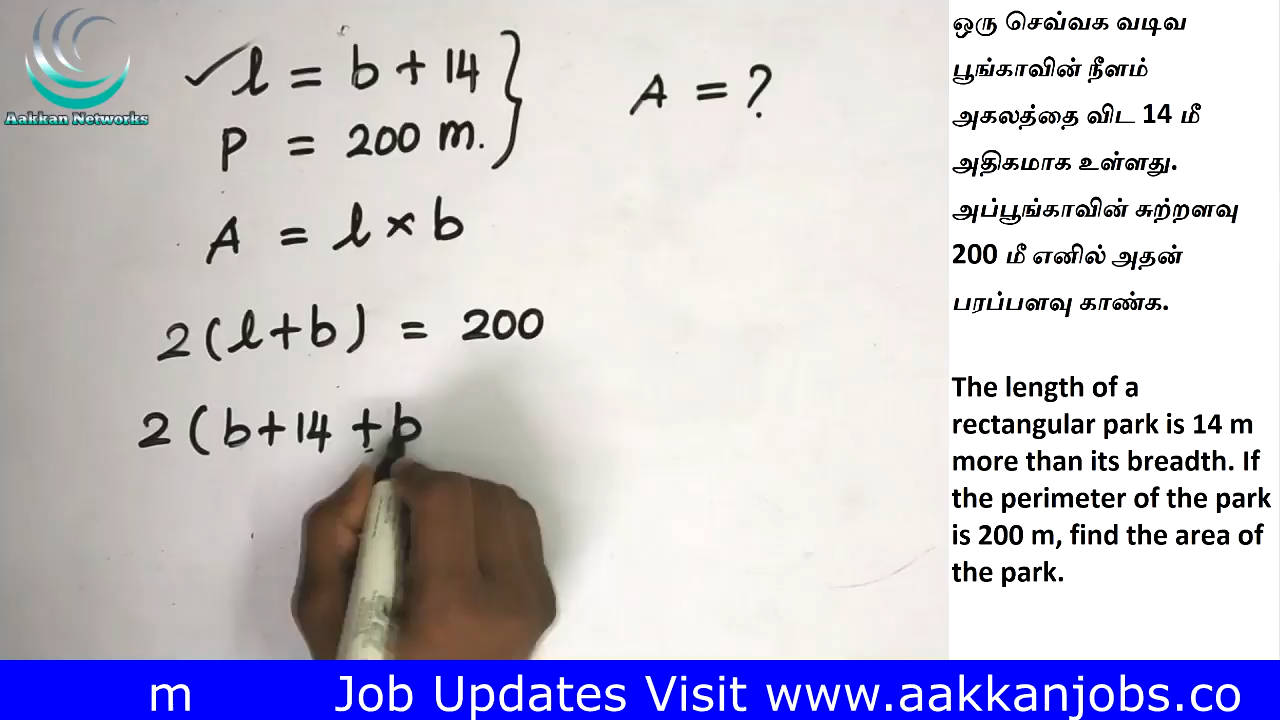 Aakkan Networks
l = b + 14
P = 200 m.
A = ?
A = l × b
2(l+b) = 200
2(b+14+b
ஒரு செவ்வக வடிவ
பூங்காவின் நீளம்
அகலத்தை விட 14 மீ
அதிகமாக உள்ளது.
அப்பூங்காவின் சுற்றளவு
200 மீ எனில் அதன்
பரப்பளவு காண்க.
The length of a
rectangular park is 14 m
more than its breadth. If
the perimeter of the park
is 200 m, find the area of
the park.
m Job Updates Visit www.aakkanjobs.co